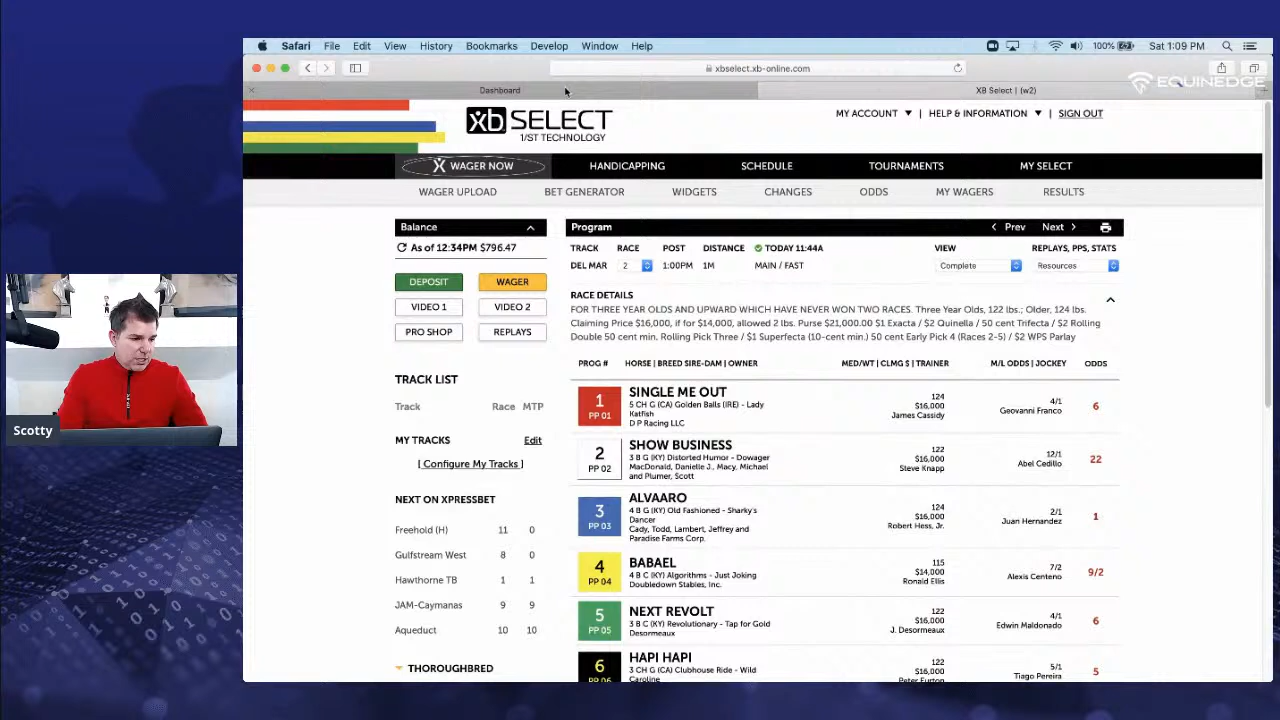 Safari File Edit View History Bookmarks Develop Window Help
100% Sat 1:09 PM
xbselect.xb-online.com
EQUINEDGE
Dashboard
XB Select | (w2)
xb SELECT
1/ST TECHNOLOGY
MY ACCOUNT | HELP & INFORMATION | SIGN OUT
X WAGER NOW HANDICAPPING SCHEDULE TOURNAMENTS MY SELECT
WAGER UPLOAD BET GENERATOR WIDGETS CHANGES ODDS MY WAGERS RESULTS
Balance
As of 12:34PM $796.47
DEPOSIT WAGER
VIDEO 1 VIDEO 2
PRO SHOP REPLAYS
TRACK LIST
Track Race MTP
MY TRACKS Edit
[ Configure My Tracks ]
NEXT ON XPRESSBET
Freehold (H) 11 0
Gulfstream West 8 0
Hawthorne TB 1 1
JAM-Caymanas 9 9
Aqueduct 10 10
THOROUGHBRED
Program Prev Next
TRACK RACE POST DISTANCE TODAY 11:44A VIEW REPLAYS, PPS, STATS
DEL MAR 2 1:00PM 1M MAIN / FAST Complete Resources
RACE DETAILS
FOR THREE YEAR OLDS AND UPWARD WHICH HAVE NEVER WON TWO RACES. Three Year Olds, 122 lbs.; Older, 124 lbs.
Claiming Price $16,000, if for $14,000, allowed 2 lbs. Purse $21,000.00 $1 Exacta / $2 Quinella / 50 cent Trifecta / $2 Rolling
Double 50 cent min. Rolling Pick Three / $1 Superfecta (10-cent min.) 50 cent Early Pick 4 (Races 2-5) / $2 WPS Parlay
PROG # HORSE | BREED SIRE-DAM | OWNER MED/WT | CLMG $ | TRAINER M/L ODDS | JOCKEY ODDS
1
PP 01
SINGLE ME OUT
5 CH G (CA) Golden Balls (IRE) - Lady
Katfish
D P Racing LLC
124
$16,000
James Cassidy
4/1
Geovanni Franco
6
2
PP 02
SHOW BUSINESS
3 B G (KY) Distorted Humor - Dowager
MacDonald, Danielle J., Macy, Michael
and Plumer, Scott
122
$16,000
Steve Knapp
12/1
Abel Cedillo
22
3
PP 03
ALVAARO
4 B G (KY) Old Fashioned - Sharky's
Dancer
Cady, Todd, Lambert, Jeffrey and
Paradise Farms Corp.
124
$16,000
Robert Hess, Jr.
2/1
Juan Hernandez
1
4
PP 04
BABAEL
4 B C (KY) Algorithms - Just Joking
Doubledown Stables, Inc.
115
$14,000
Ronald Ellis
7/2
Alexis Centeno
9/2
5
PP 05
NEXT REVOLT
3 B C (KY) Revolutionary - Tap for Gold
Desormeaux
122
$16,000
J. Desormeaux
4/1
Edwin Maldonado
6
6
PP 06
HAPI HAPI
3 CH G (CA) Clubhouse Ride - Wild
Caroline
122
$16,000
Peter Eurton
5/1
Tiago Pereira
5
Scotty